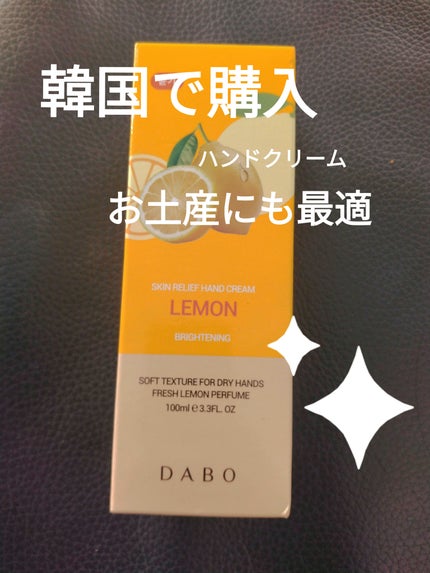 韓国で購入
ハンドクリーム
お土産にも最適
SKIN RELIEF HAND CREAM
LEMON
BRIGHTENING
SOFT TEXTURE FOR DRY HANDS
FRESH LEMON PERFUME
100ml ℮ 3.3FL. OZ
DABO